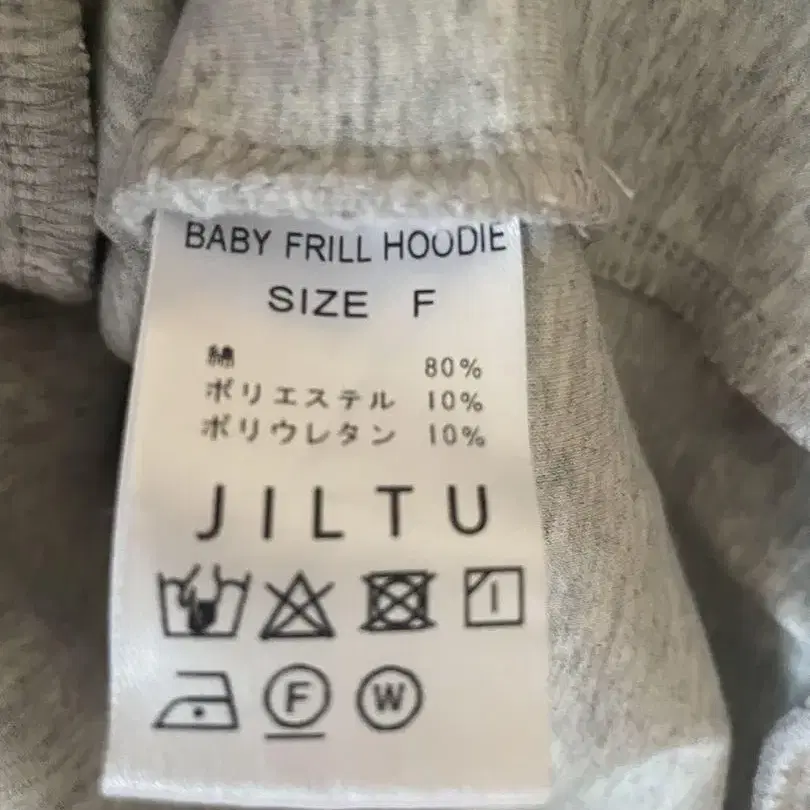 BABY FRILL HOODIE
SIZE F
綿 80%
ポリエステル 10%
ポリウレタン 10%
JILTU
F W